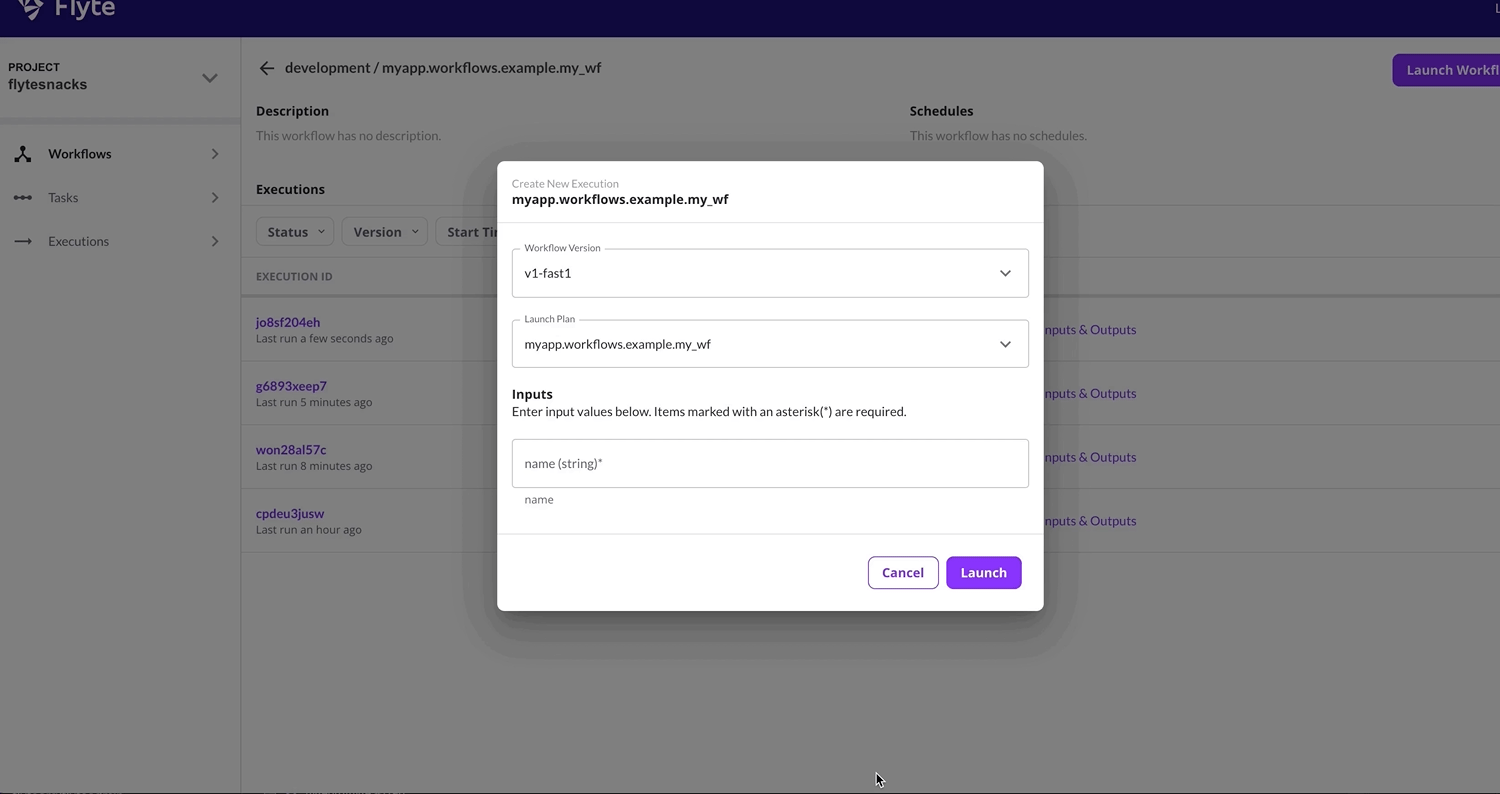 Flyte
PROJECT
flytesnacks
Workflows
Tasks
Executions
development / myapp.workflows.example.my_wf
Launch Workfl
Description
This workflow has no description.
Schedules
This workflow has no schedules.
Executions
Status
Version
Start Tir
EXECUTION ID
jo8sf204eh
Last run a few seconds ago
nputs & Outputs
g6893xeep7
Last run 5 minutes ago
nputs & Outputs
won28al57c
Last run 8 minutes ago
nputs & Outputs
cpdeu3jusw
Last run an hour ago
nputs & Outputs
Create New Execution
myapp.workflows.example.my_wf
Workflow Version
v1-fast1
Launch Plan
myapp.workflows.example.my_wf
Inputs
Enter input values below. Items marked with an asterisk(*) are required.
name (string)*
name
Cancel
Launch